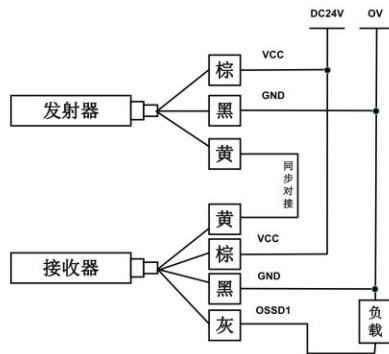 DC24V OV
棕 VCC
发射器 黑 GND
黄
同步对接
黄
棕 VCC
接收器 黑 GND
灰 OSSD1 负载